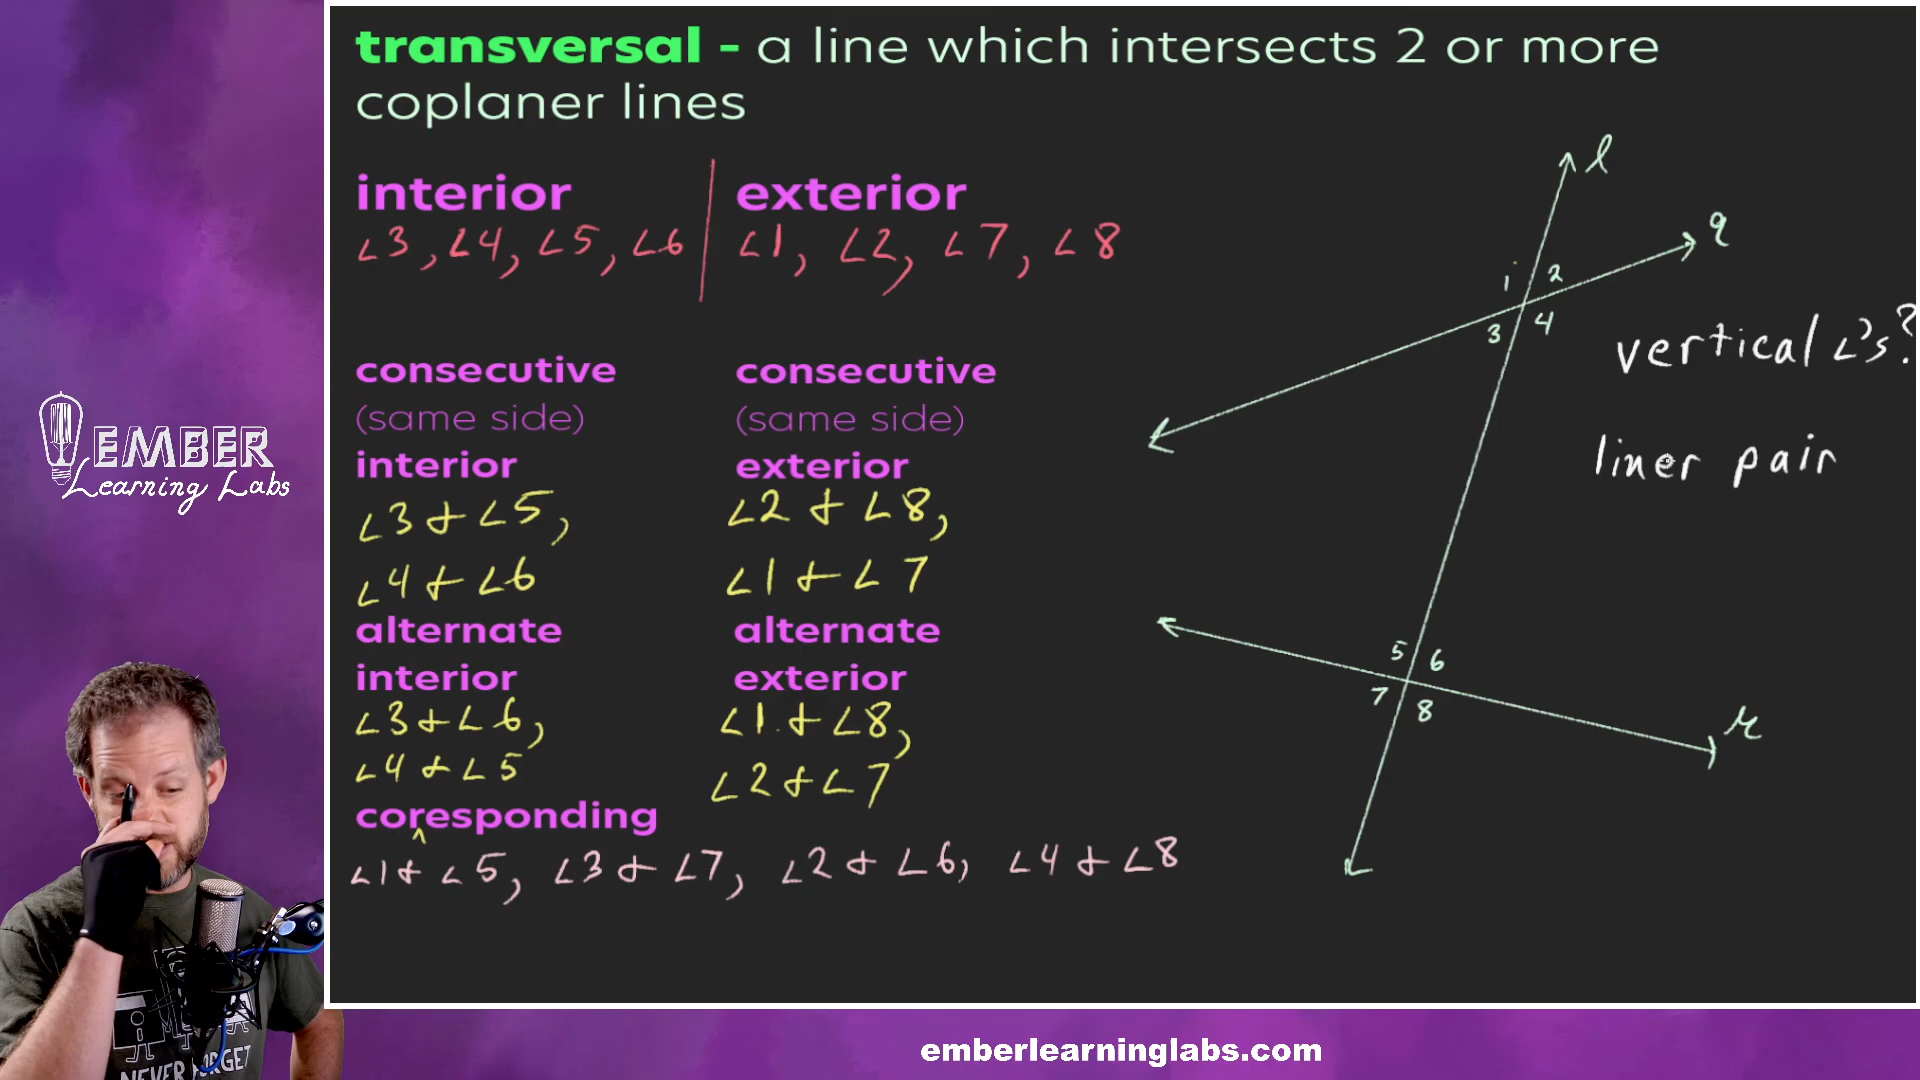 transversal - a line which intersects 2 or more
coplaner lines
interior
∠3, ∠4, ∠5, ∠6
exterior
∠1, ∠2, ∠7, ∠8
consecutive
(same side)
interior
∠3 + ∠5,
∠4 + ∠6
consecutive
(same side)
exterior
∠2 + ∠8,
∠1 + ∠7
alternate
interior
∠3 + ∠6,
∠4 + ∠5
alternate
exterior
∠1 + ∠8,
∠2 + ∠7
coresponding
^
∠1 + ∠5, ∠3 + ∠7, ∠2 + ∠6, ∠4 + ∠8
l
q
1 2
3 4
vertical ∠'s?
liner pair
5 6
7 8
r
EMBER
Learning Labs
NEVER FORGET
emberlearninglabs.com